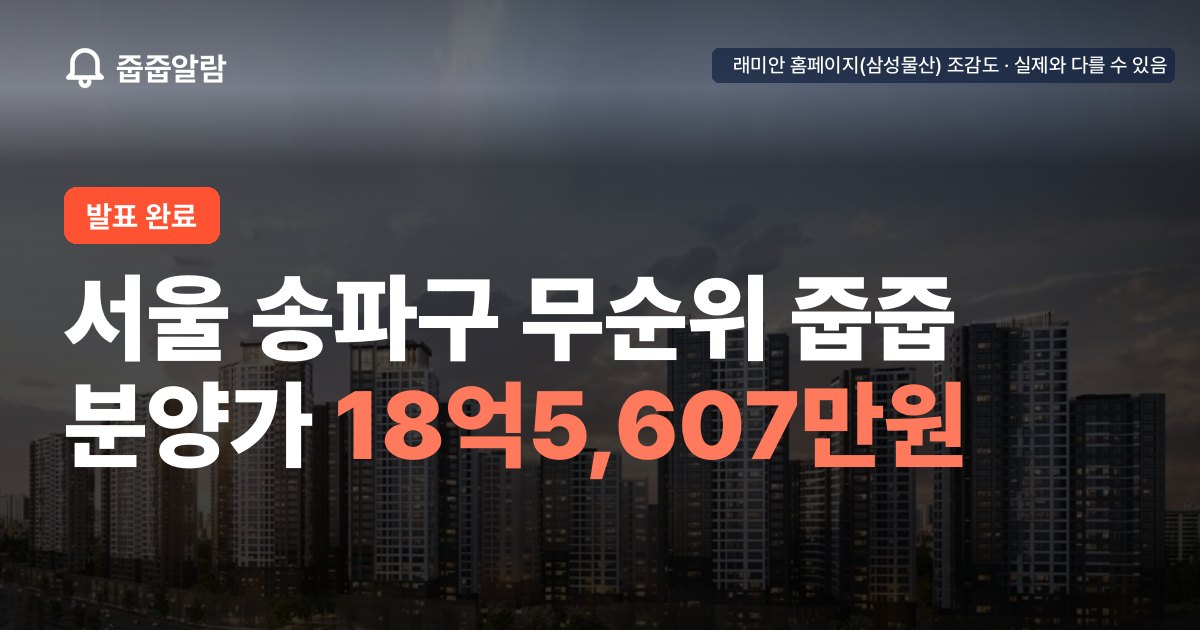 줍줍알람
래미안 홈페이지(삼성물산) 조감도 · 실제와 다를 수 있음
발표 완료
서울 송파구 무순위 줍줍
분양가 18억5,607만원